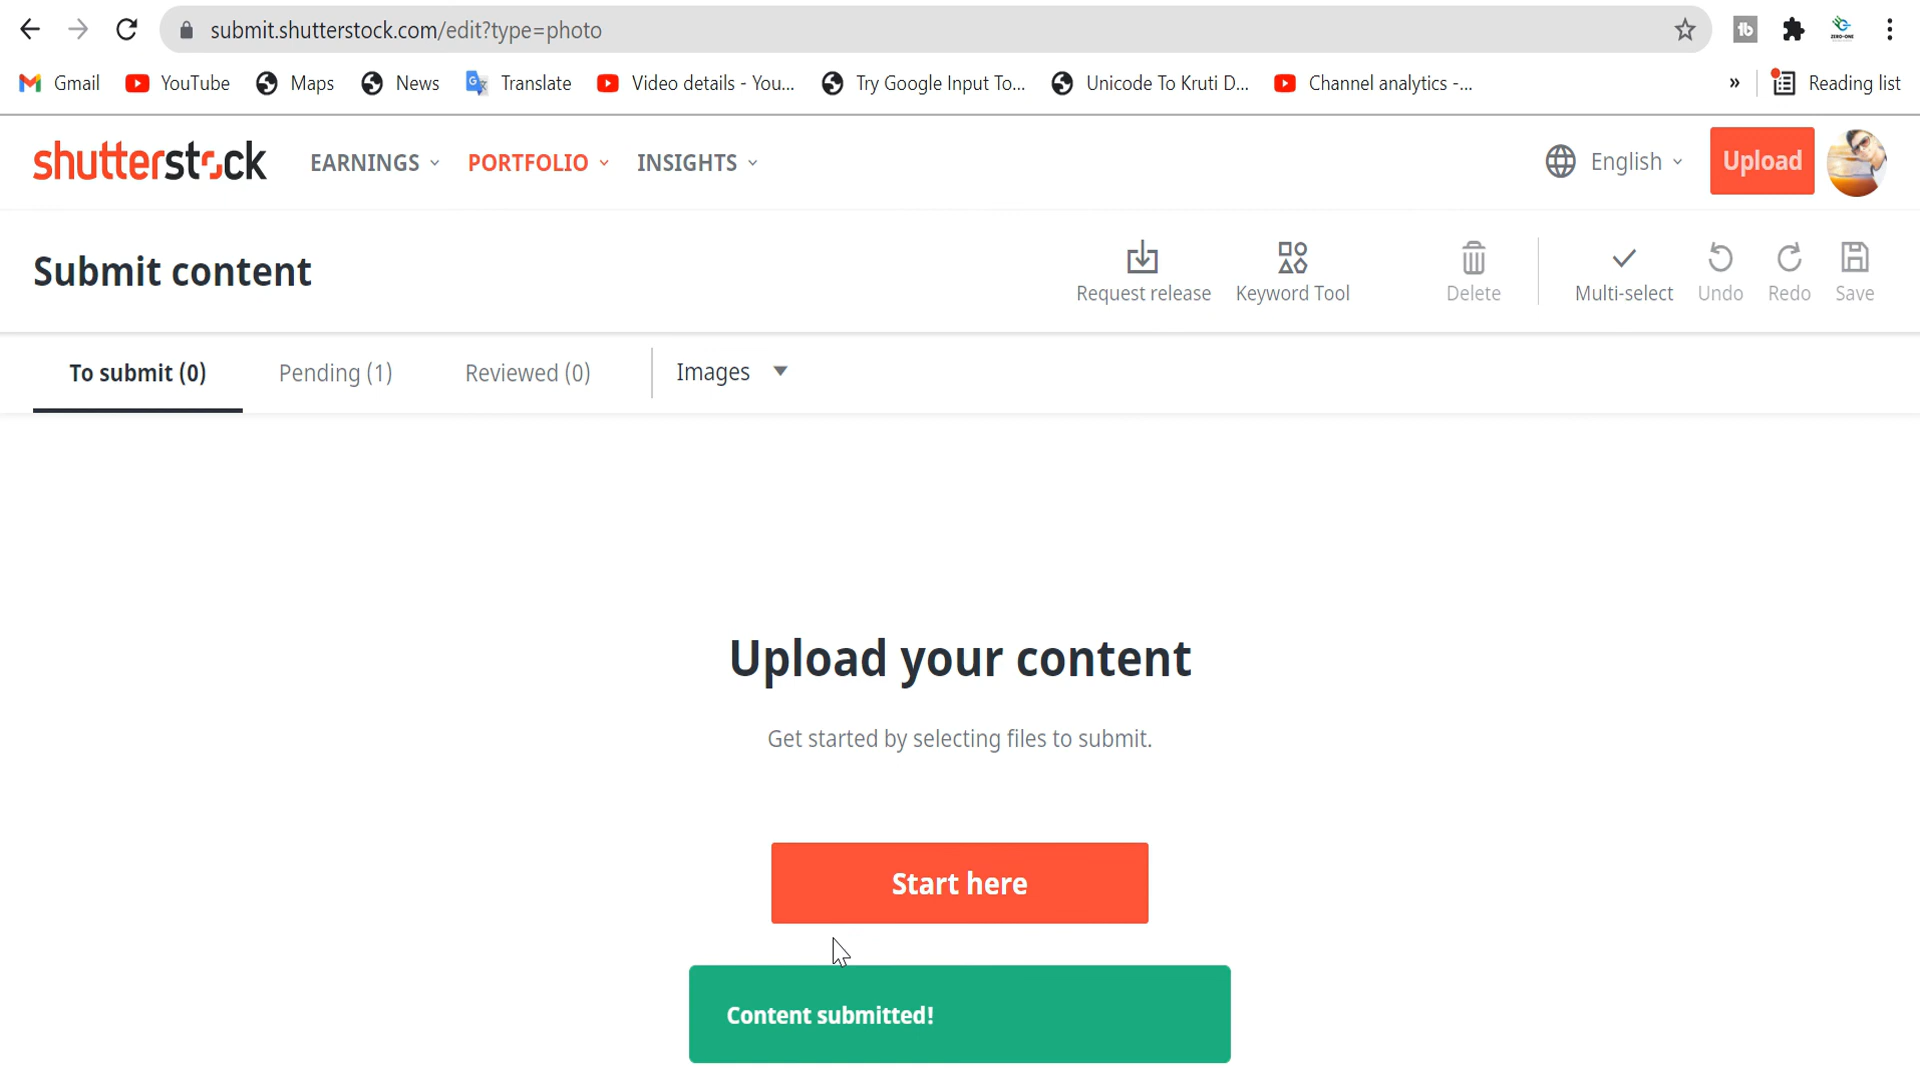 submit.shutterstock.com/edit?type=photo
Gmail YouTube Maps News Translate Video details - You... Try Google Input To... Unicode To Kruti D... Channel analytics -... » Reading list
shutterstock EARNINGS PORTFOLIO INSIGHTS English Upload
Submit content
Request release Keyword Tool Delete Multi-select Undo Redo Save
To submit (0) Pending (1) Reviewed (0) Images
Upload your content
Get started by selecting files to submit.
Start here
Content submitted!